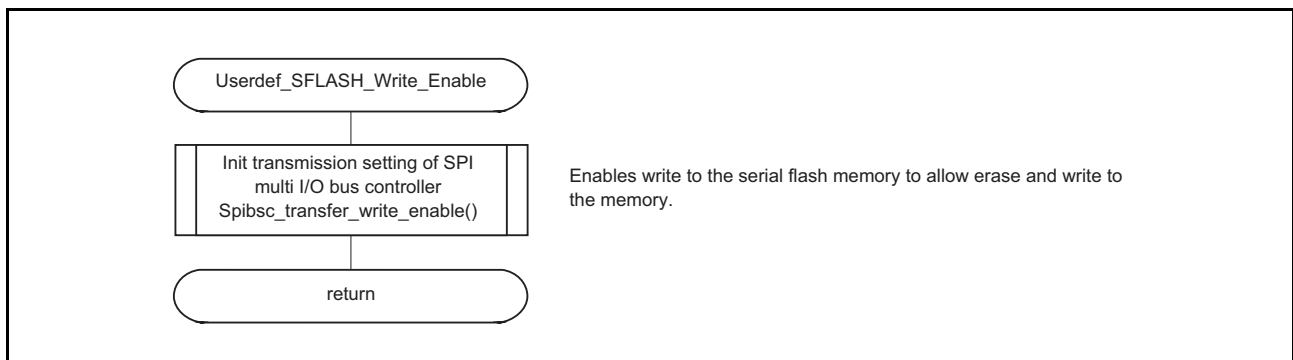 Userdef_SFLASH_Write_Enable
Init transmission setting of SPI
multi I/O bus controller
Spibsc_transfer_write_enable()
Enables write to the serial flash memory to allow erase and write to
the memory.
return